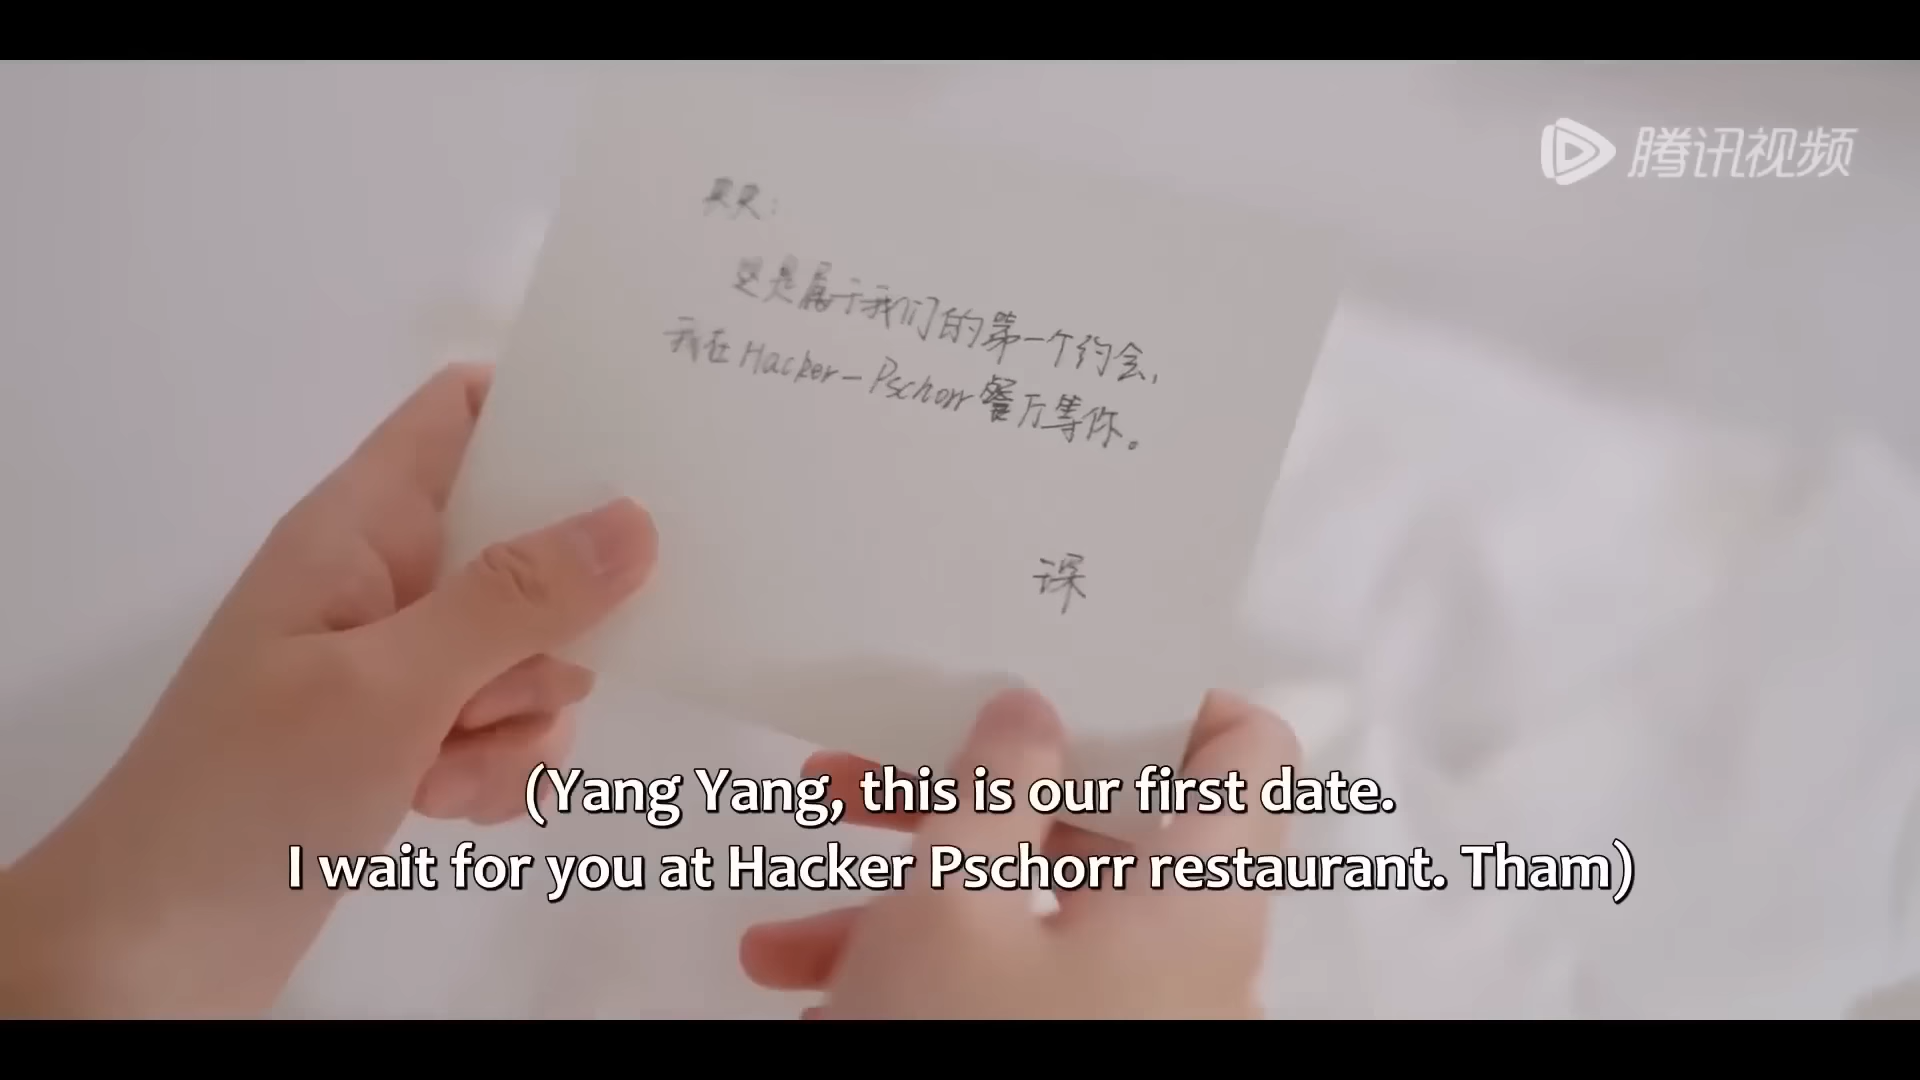 腾讯视频
央央：
这是属于我们的第一个约会，
我在Hacker-Pschorr餐厅等你。
琛
(Yang Yang, this is our first date.
I wait for you at Hacker Pschorr restaurant. Tham)